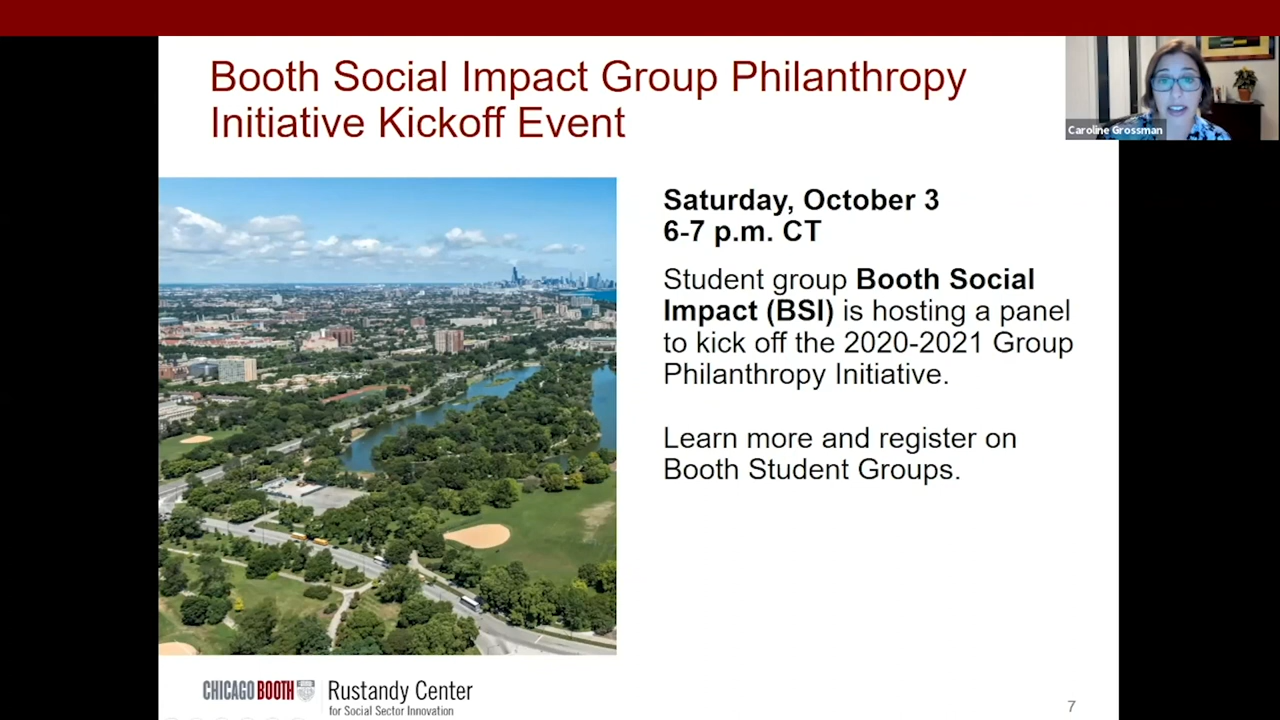 Booth Social Impact Group Philanthropy
Initiative Kickoff Event
Caroline Grossman
Saturday, October 3
6-7 p.m. CT
Student group Booth Social
Impact (BSI) is hosting a panel
to kick off the 2020-2021 Group
Philanthropy Initiative.
Learn more and register on
Booth Student Groups.
CHICAGO BOOTH
Rustandy Center
for Social Sector Innovation
7